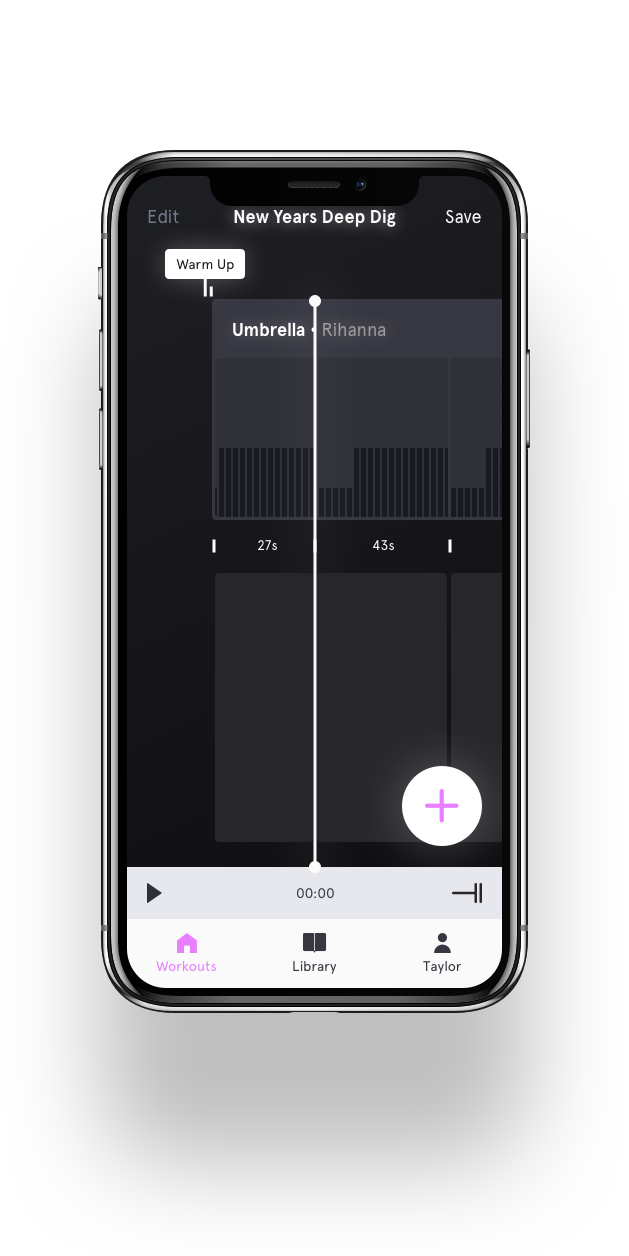 Edit New Years Deep Dig Save
Warm Up
Umbrella • Rihanna
27s 43s
00:00
Workouts Library Taylor